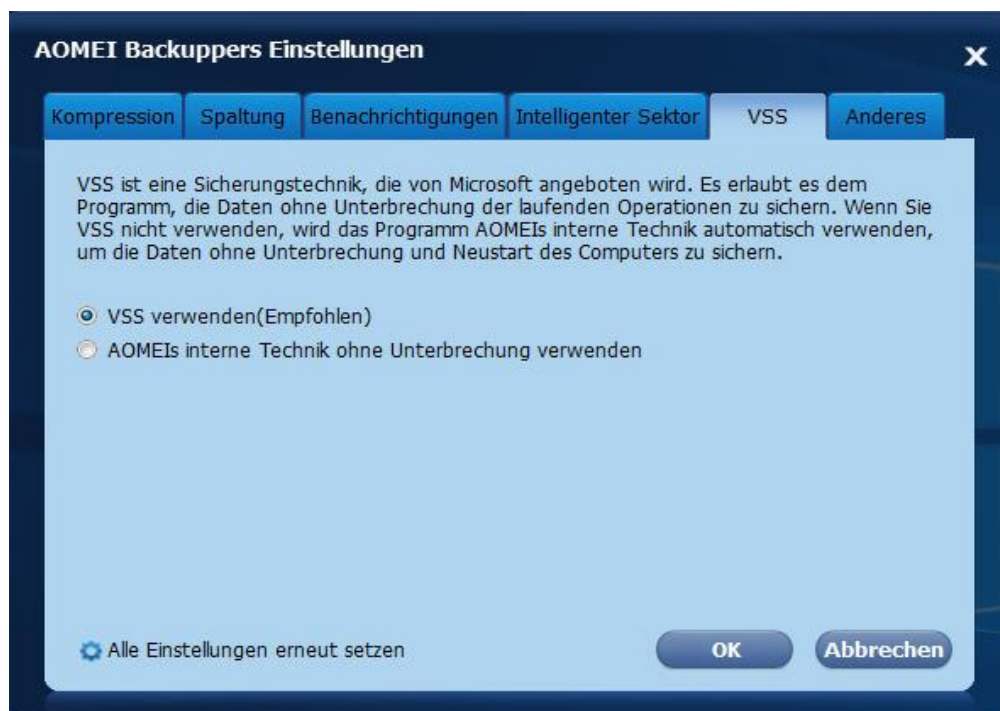 AOMEI Backuppers Einstellungen
Kompression Spaltung Benachrichtigungen Intelligenter Sektor VSS Anderes
VSS ist eine Sicherungstechnik, die von Microsoft angeboten wird. Es erlaubt es dem
Programm, die Daten ohne Unterbrechung der laufenden Operationen zu sichern. Wenn Sie
VSS nicht verwenden, wird das Programm AOMEIs interne Technik automatisch verwenden,
um die Daten ohne Unterbrechung und Neustart des Computers zu sichern.
VSS verwenden(Empfohlen)
AOMEIs interne Technik ohne Unterbrechung verwenden
Alle Einstellungen erneut setzen OK Abbrechen